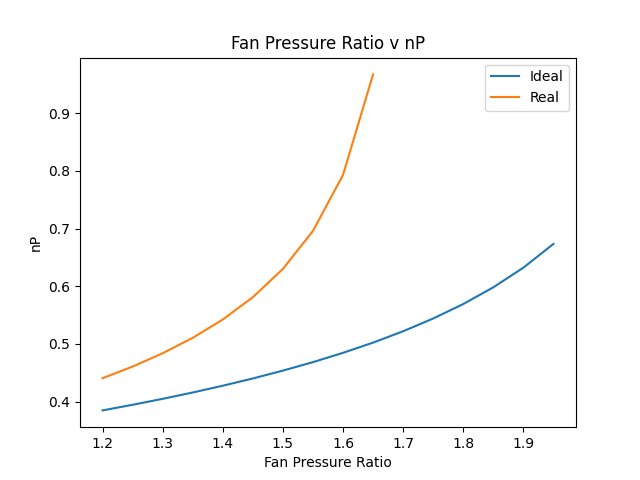 Fan Pressure Ratio v nP
Ideal
Real
nP
0.9
0.8
0.7
0.6
0.5
0.4
1.2 1.3 1.4 1.5 1.6 1.7 1.8 1.9
Fan Pressure Ratio